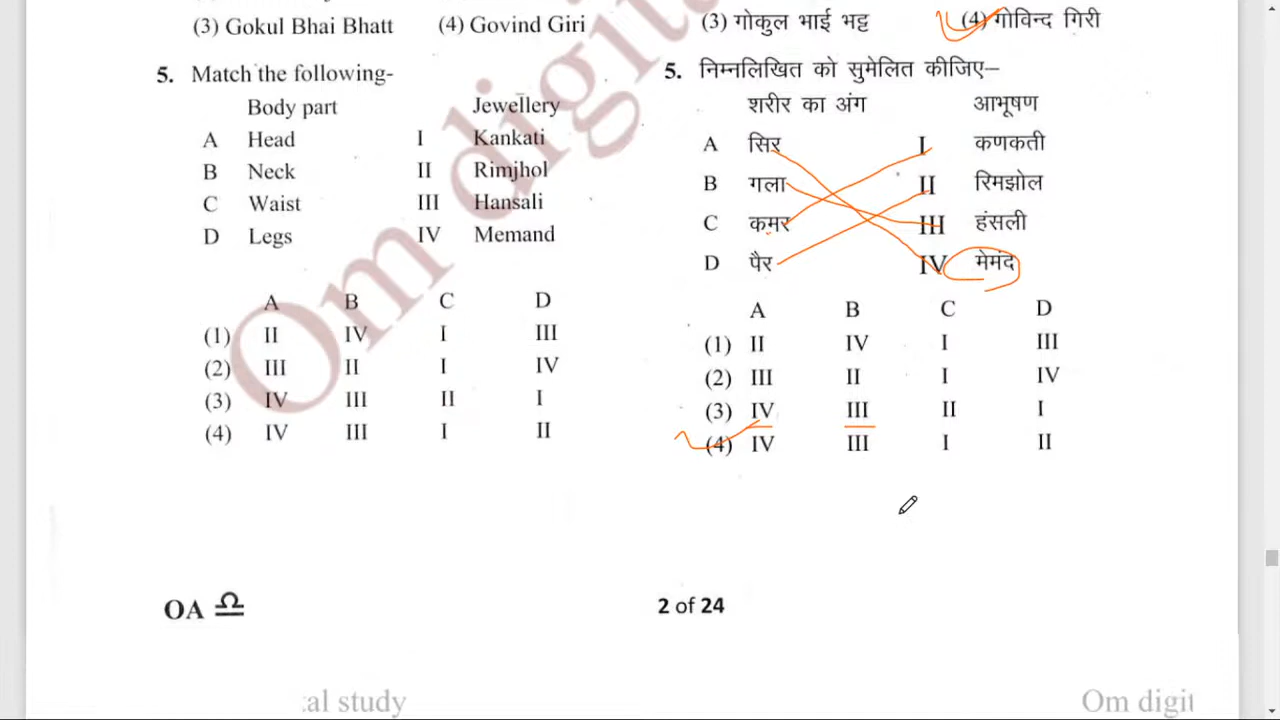 (3) Gokul Bhai Bhatt (4) Govind Giri
5. Match the following-
Body part Jewellery
A Head I Kankati
B Neck II Rimjhol
C Waist III Hansali
D Legs IV Memand
A B C D
(1) II IV I III
(2) III II I IV
(3) IV III II I
(4) IV III I II
(3) गोकुल भाई भट्ट (4) गोविन्द गिरी
5. निम्नलिखित को सुमेलित कीजिए–
शरीर का अंग आभूषण
A सिर I कणकती
B गला II रिमझोल
C कमर III हंसली
D पैर IV मेमंद
A B C D
(1) II IV I III
(2) III II I IV
(3) IV III II I
(4) IV III I II
Om digit
OA 2 of 24
al study Om digit